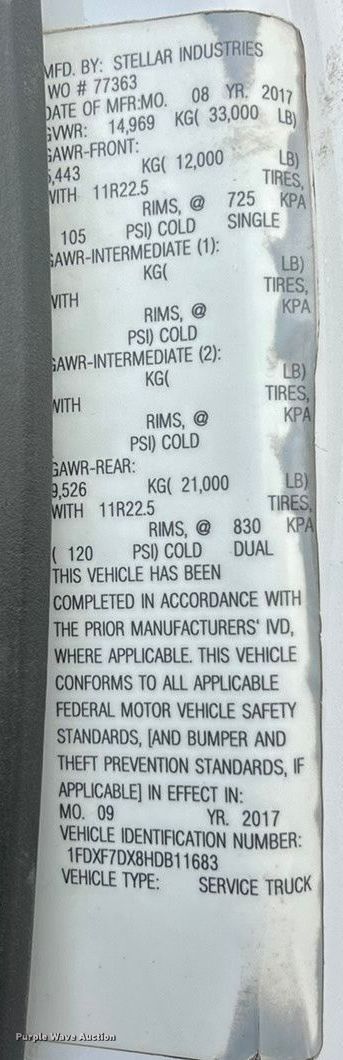 MFD. BY: STELLAR INDUSTRIES
WO # 77363
DATE OF MFR:MO. 08 YR. 2017
GVWR: 14,969 KG( 33,000 LB)
GAWR-FRONT:
5,443 KG( 12,000 LB)
WITH 11R22.5 TIRES,
RIMS, @ 725 KPA
105 PSI) COLD SINGLE
GAWR-INTERMEDIATE (1):
KG( LB)
WITH TIRES,
RIMS, @ KPA
PSI) COLD
GAWR-INTERMEDIATE (2):
KG( LB)
WITH TIRES,
RIMS, @ KPA
PSI) COLD
GAWR-REAR:
9,526 KG( 21,000 LB)
WITH 11R22.5 TIRES,
RIMS, @ 830 KPA
( 120 PSI) COLD DUAL
THIS VEHICLE HAS BEEN
COMPLETED IN ACCORDANCE WITH
THE PRIOR MANUFACTURERS' IVD,
WHERE APPLICABLE. THIS VEHICLE
CONFORMS TO ALL APPLICABLE
FEDERAL MOTOR VEHICLE SAFETY
STANDARDS, [AND BUMPER AND
THEFT PREVENTION STANDARDS, IF
APPLICABLE] IN EFFECT IN:
MO. 09 YR. 2017
VEHICLE IDENTIFICATION NUMBER:
1FDXF7DX8HDB11683
VEHICLE TYPE: SERVICE TRUCK
Purple Wave Auction